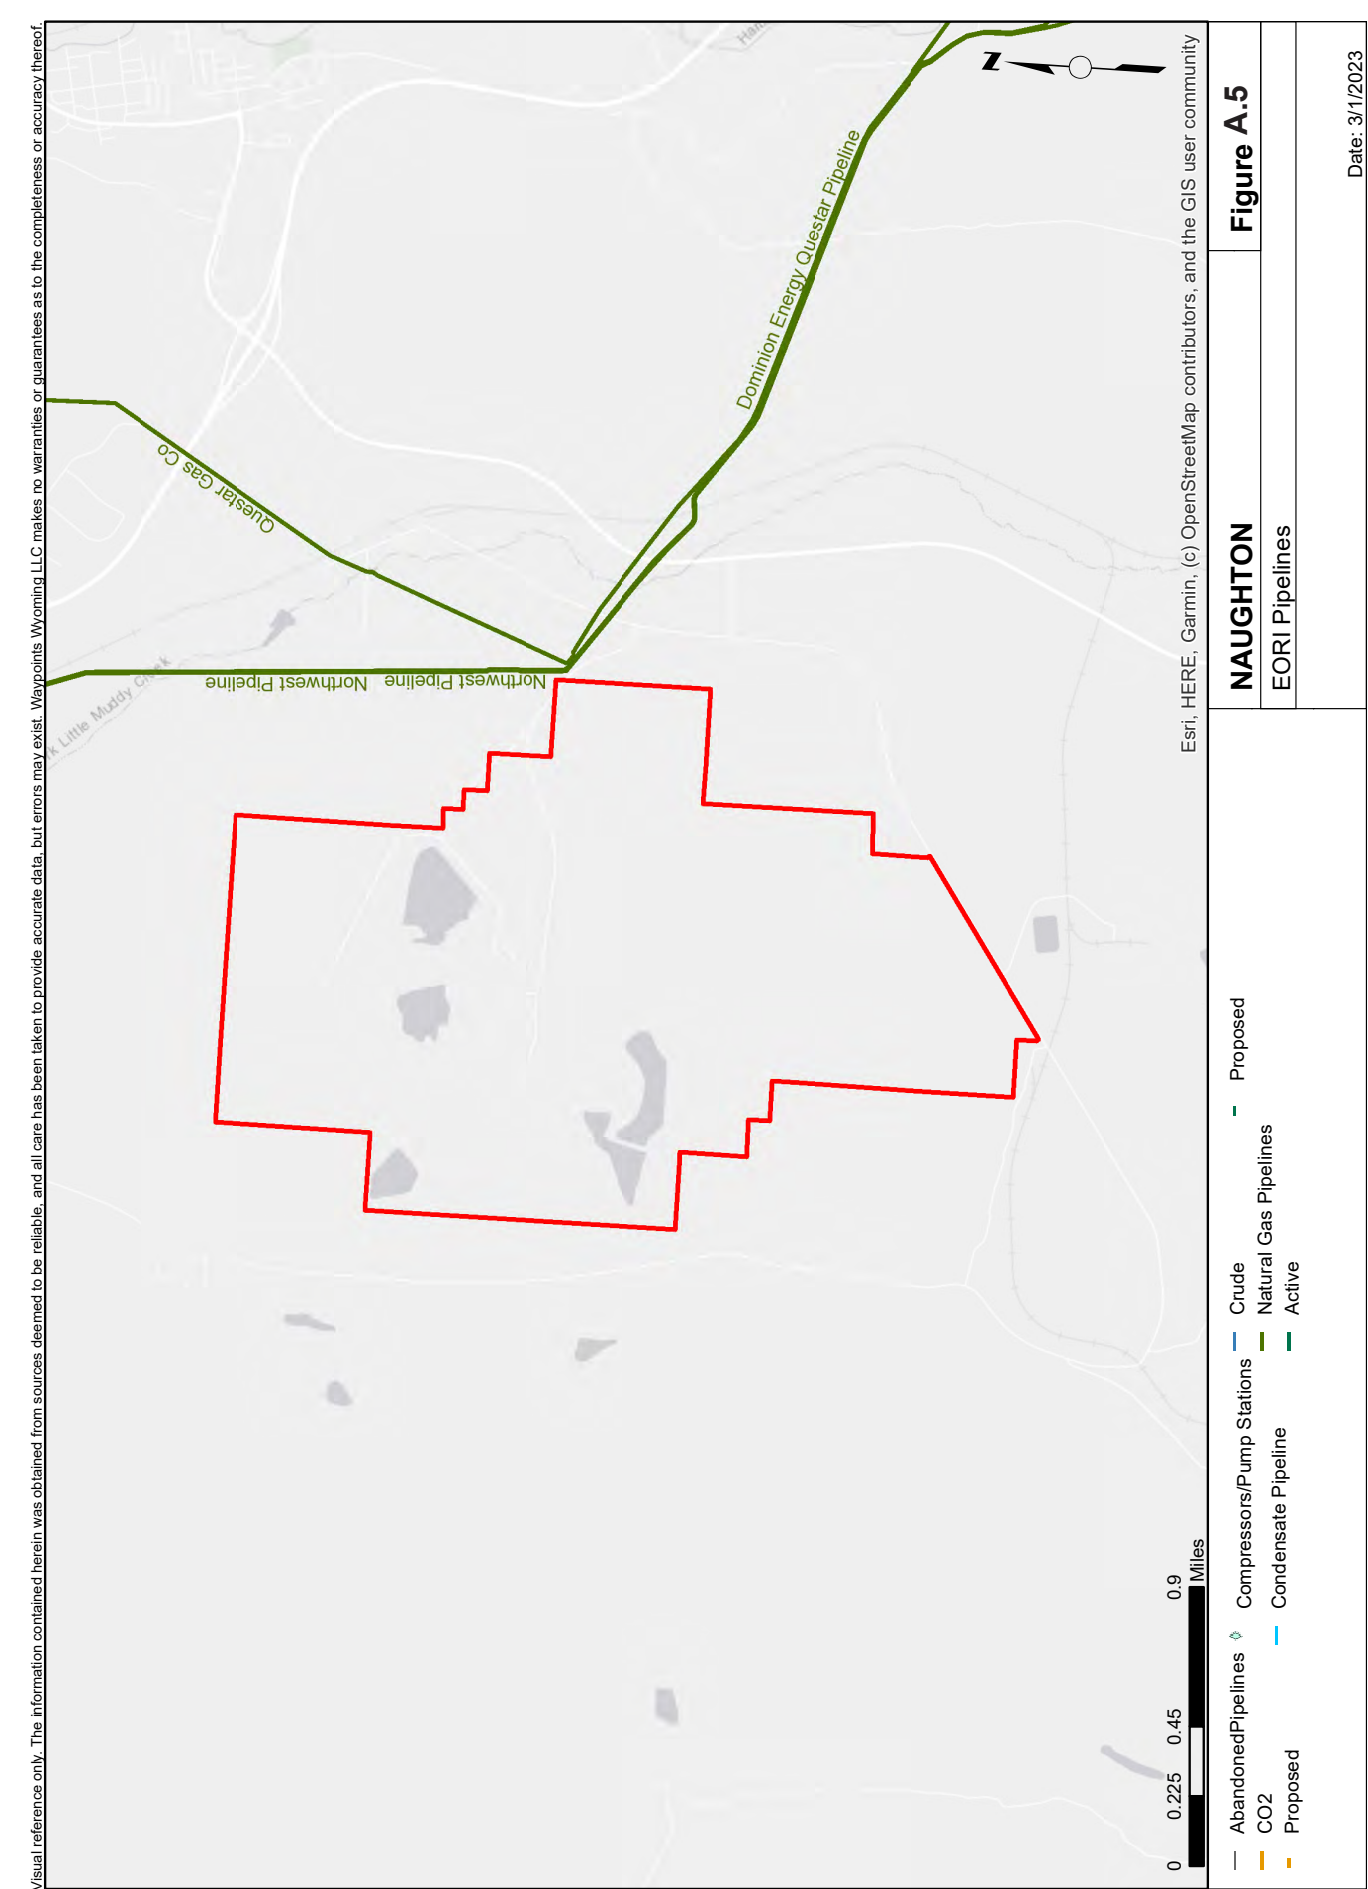 Visual reference only. The information contained herein was obtained from sources deemed to be reliable, and all care has been taken to provide accurate data, but errors may exist. Waypoints Wyoming LLC makes no warranties or guarantees as to the completeness or accuracy thereof.
Questar Gas Co
Little Muddy Creek
Northwest Pipeline
Northwest Pipeline
Dominion Energy Questar Pipeline
Ham
N
0 0.225 0.45 0.9
Miles
Esri, HERE, Garmin, (c) OpenStreetMap contributors, and the GIS user community
AbandonedPipelines
CO2
Proposed
Compressors/Pump Stations
Condensate Pipeline
Crude
Natural Gas Pipelines
Active
Proposed
NAUGHTON
Figure A.5
EORI Pipelines
Date: 3/1/2023